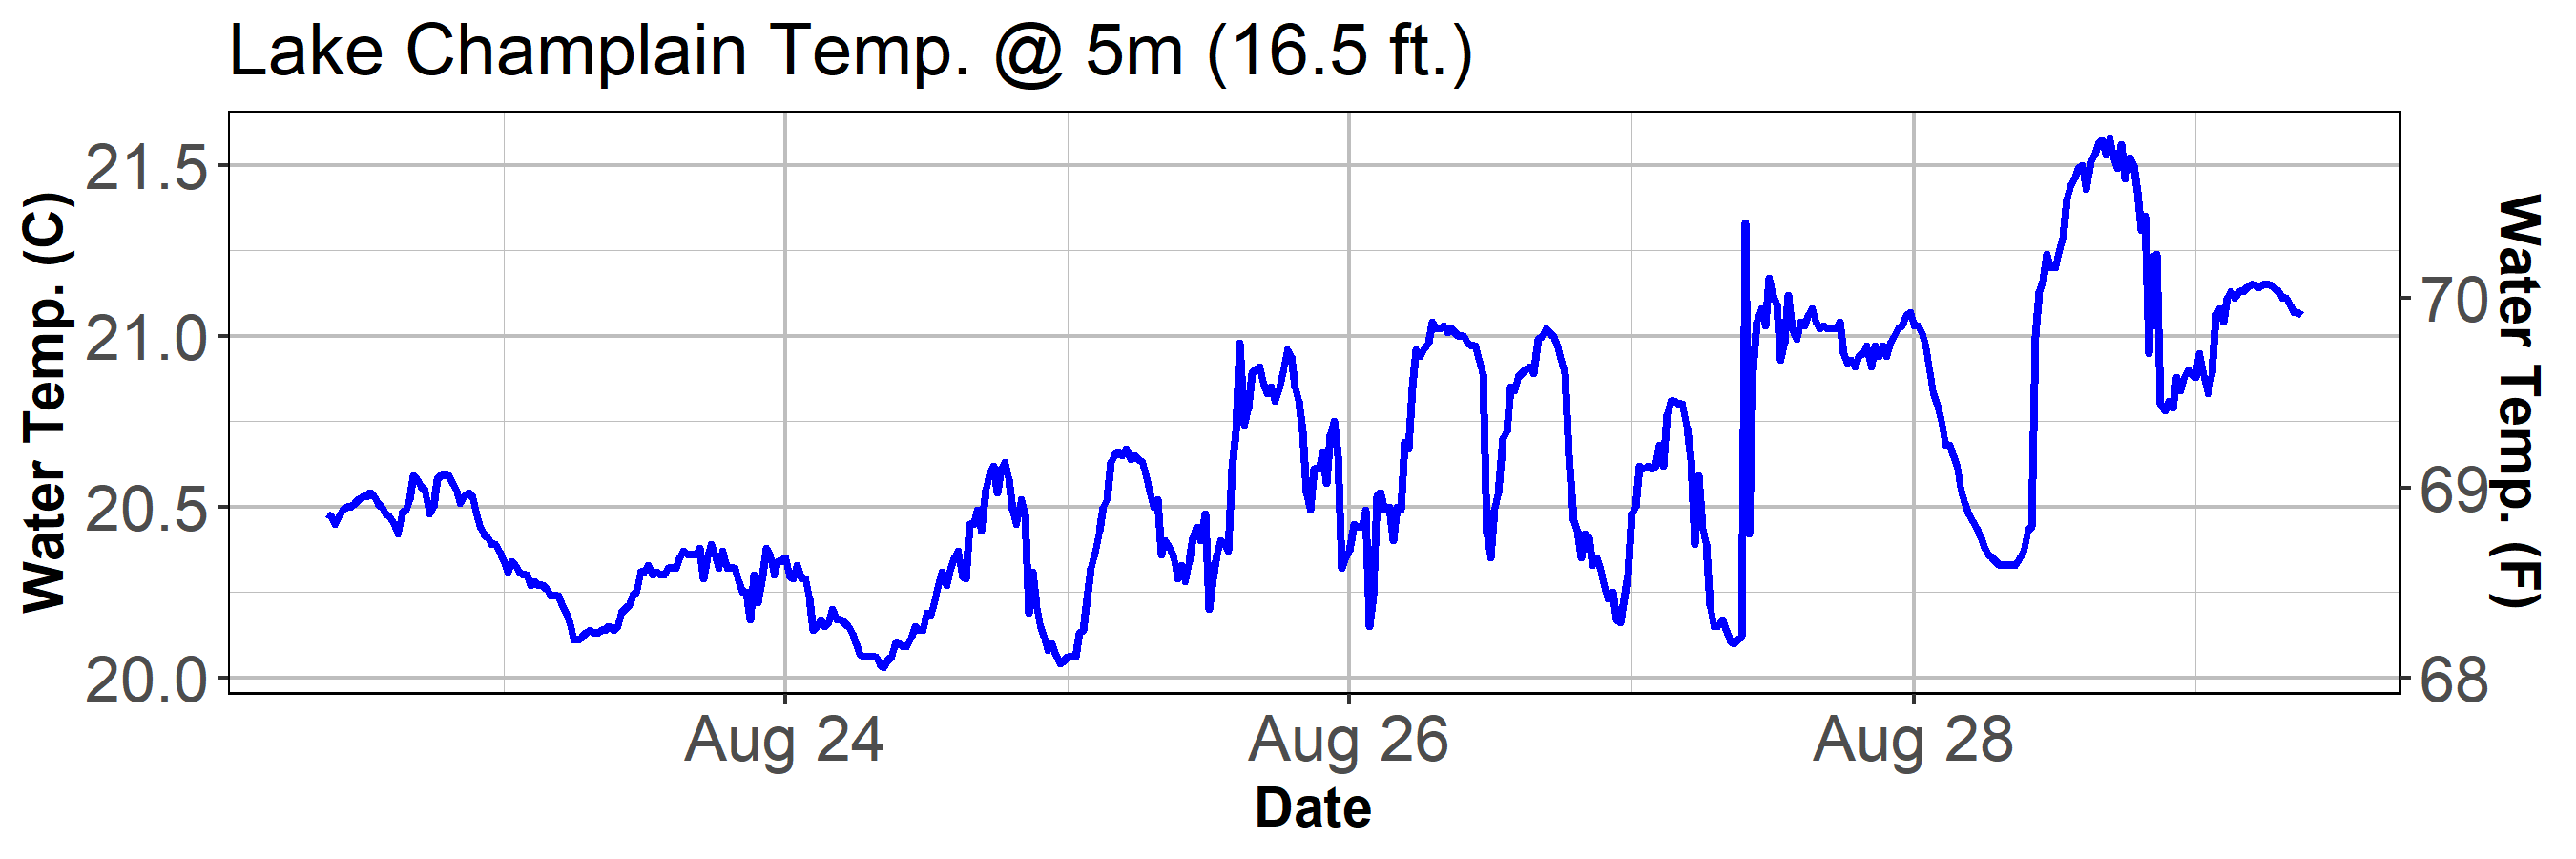 Lake Champlain Temp. @ 5m (16.5 ft.)
Water Temp. (C)
21.5
21.0
20.5
20.0
70
69
68
Water Temp. (F)
Aug 24
Aug 26
Aug 28
Date